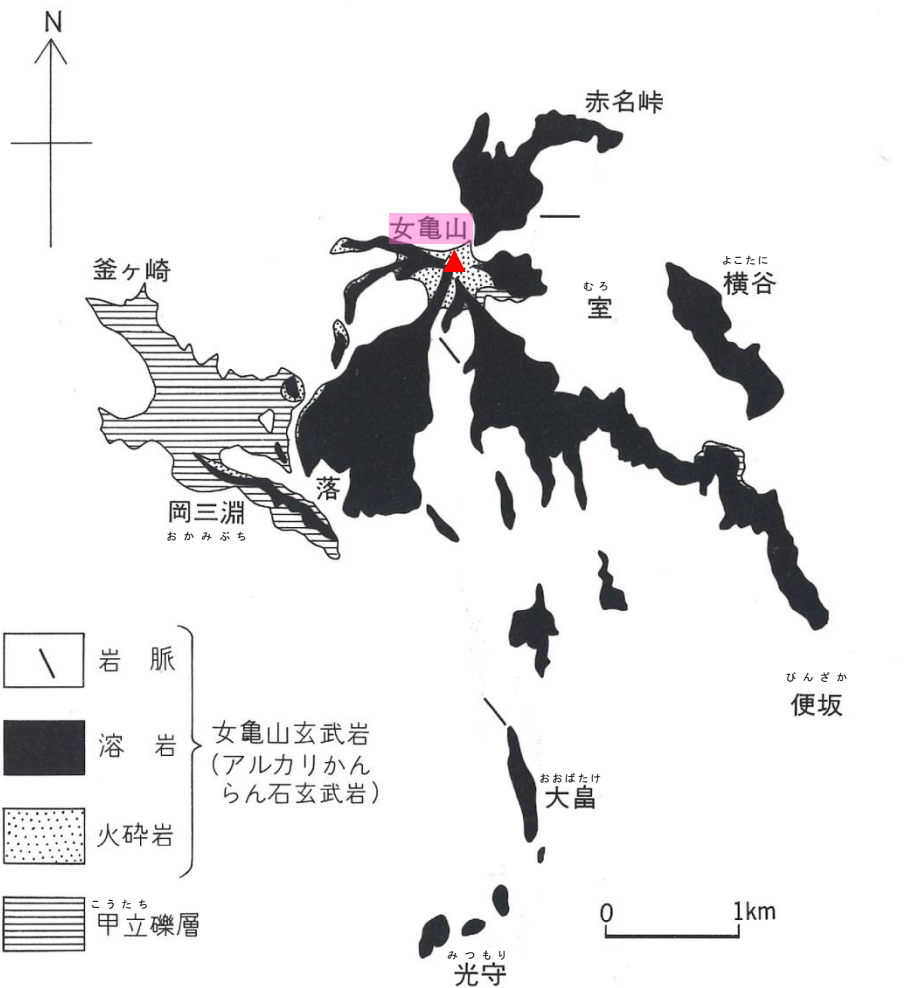 N
赤名峠
女亀山
釜ヶ崎
よこたに
横谷
むろ
室
落
岡三淵
おかみぶち
岩 脈
溶 岩
火砕岩
女亀山玄武岩
(アルカリかん
らん石玄武岩)
こうたち
甲立礫層
びんざか
便坂
おおばたけ
大畠
0 1km
みつもり
光守